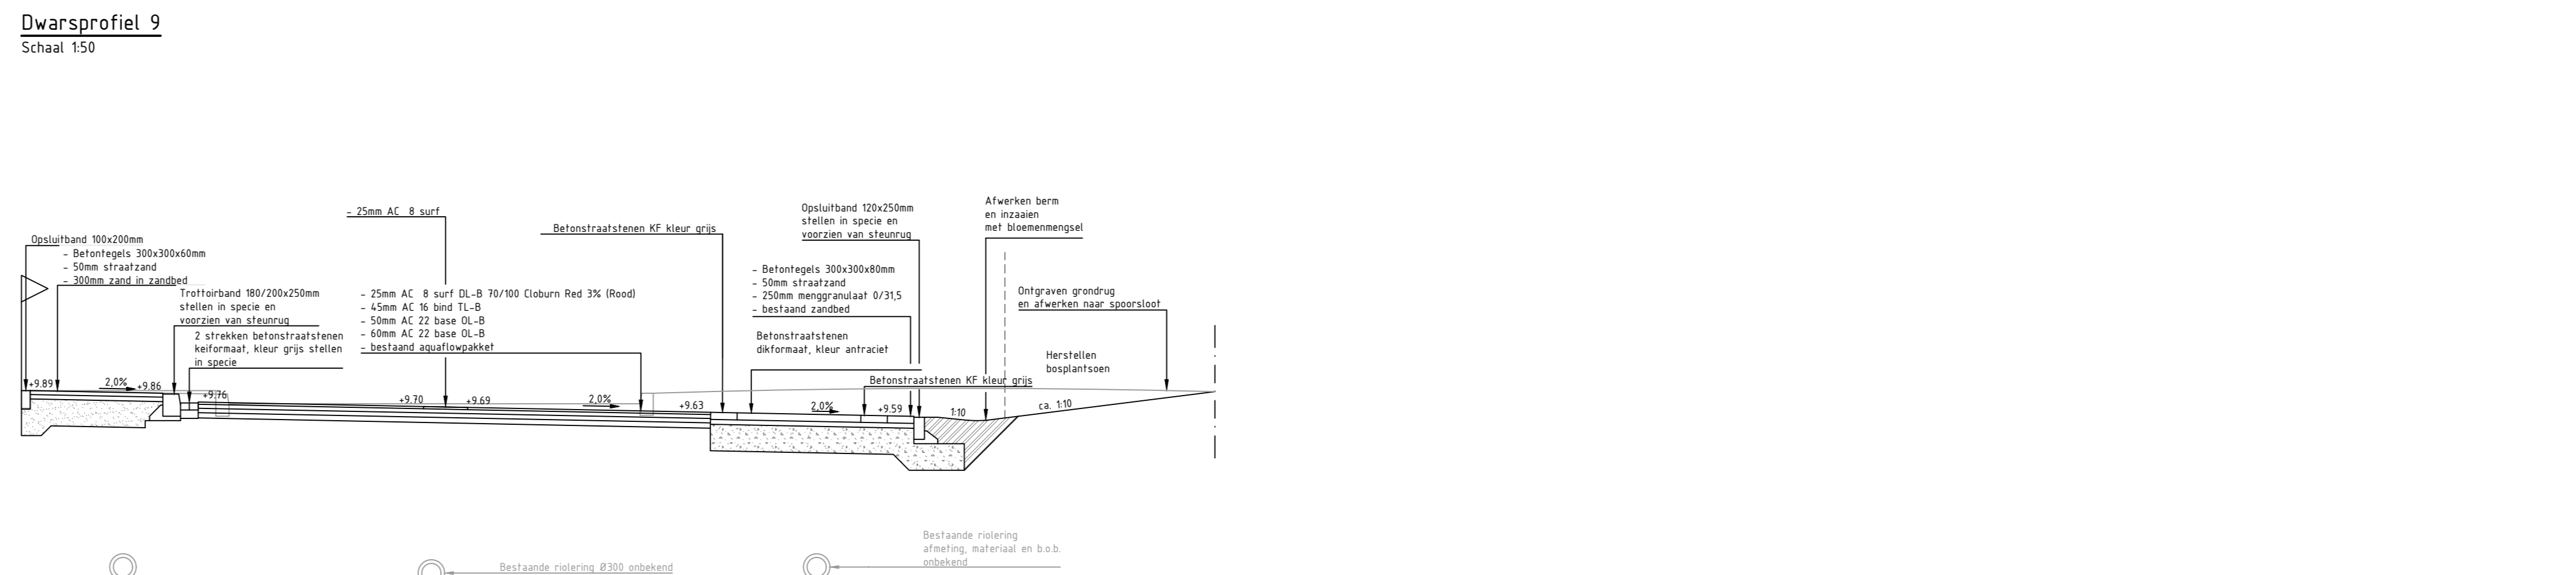 Dwarsprofiel 9
Schaal 1:50
- 25mm AC 8 surf
Betonstraatstenen KF kleur grijs
Opsluitband 120x250mm
stellen in specie en
voorzien van steunrug
Afwerken berm
en inzaaien
met bloemenmengsel
Opsluitband 100x200mm
- Betontegels 300x300x60mm
- 50mm straatzand
- 300mm zand in zandbed
Trottoirband 180/200x250mm
stellen in specie en
voorzien van steunrug
2 strekken betonstraatstenen
keiformaat, kleur grijs stellen
in specie
- 25mm AC 8 surf DL-B 70/100 Cloburn Red 3% (Rood)
- 45mm AC 16 bind TL-B
- 50mm AC 22 base OL-B
- 60mm AC 22 base OL-B
- bestaand aquaflowpakket
- Betontegels 300x300x80mm
- 50mm straatzand
- 250mm menggranulaat 0/31,5
- bestaand zandbed
Betonstraatstenen
dikformaat, kleur antraciet
Ontgraven grondrug
en afwerken naar spoorsloot
Herstellen
bosplantsoen
Betonstraatstenen KF kleur grijs
+9.89
2,0%
+9.86
+9.76
+9.70
+9.69
2,0%
+9.63
2,0%
+9.59
1:10
ca. 1:10
Bestaande riolering Ø300 onbekend
Bestaande riolering
afmeting, materiaal en b.o.b.
onbekend